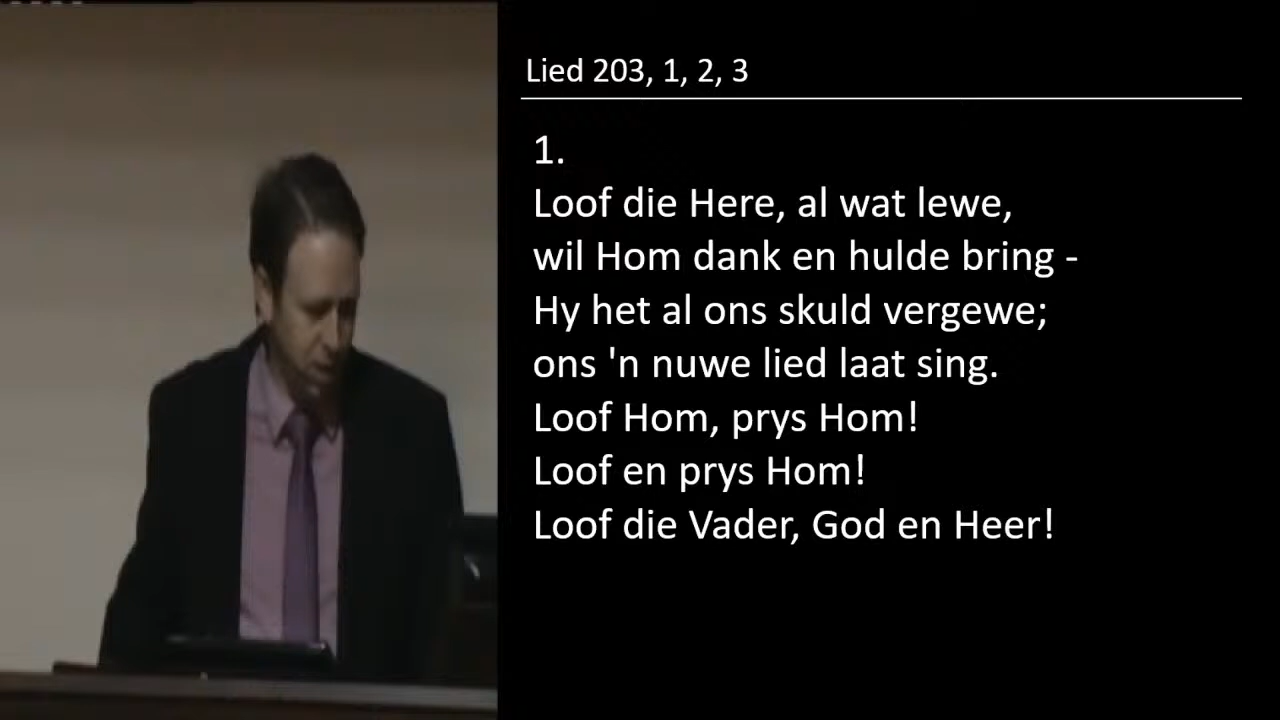 Lied 203, 1, 2, 3
1.
Loof die Here, al wat lewe,
wil Hom dank en hulde bring -
Hy het al ons skuld vergewe;
ons 'n nuwe lied laat sing.
Loof Hom, prys Hom!
Loof en prys Hom!
Loof die Vader, God en Heer!